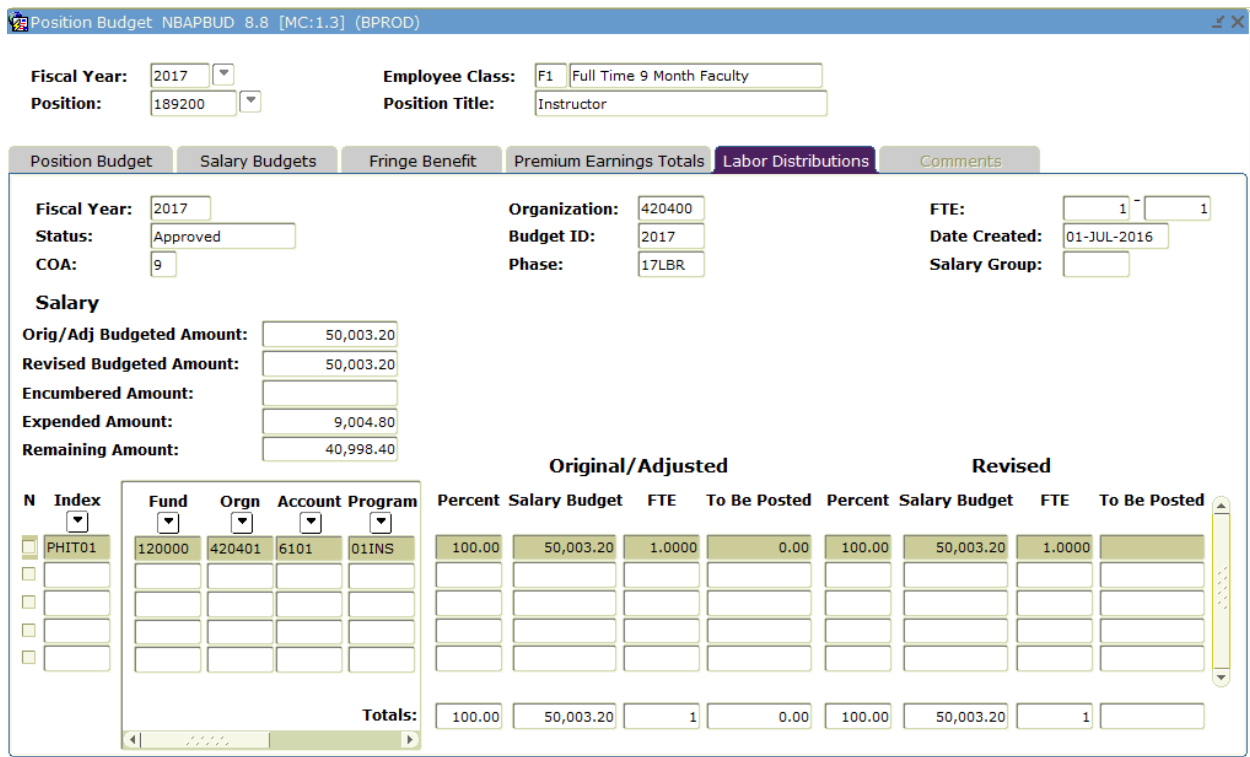 Position Budget NBAPBUD 8.8 [MC:1.3] (BPROD)
Fiscal Year: 2017 Employee Class: F1 Full Time 9 Month Faculty
Position: 189200 Position Title: Instructor
Position Budget Salary Budgets Fringe Benefit Premium Earnings Totals Labor Distributions Comments
Fiscal Year: 2017 Organization: 420400 FTE: 1 - 1
Status: Approved Budget ID: 2017 Date Created: 01-JUL-2016
COA: 9 Phase: 17LBR Salary Group:
Salary
Orig/Adj Budgeted Amount: 50,003.20
Revised Budgeted Amount: 50,003.20
Encumbered Amount:
Expended Amount: 9,004.80
Remaining Amount: 40,998.40
Original/Adjusted Revised
N Index Fund Orgn Account Program Percent Salary Budget FTE To Be Posted Percent Salary Budget FTE To Be Posted
PHIT01 120000 420401 6101 01INS 100.00 50,003.20 1.0000 0.00 100.00 50,003.20 1.0000
Totals: 100.00 50,003.20 1 0.00 100.00 50,003.20 1